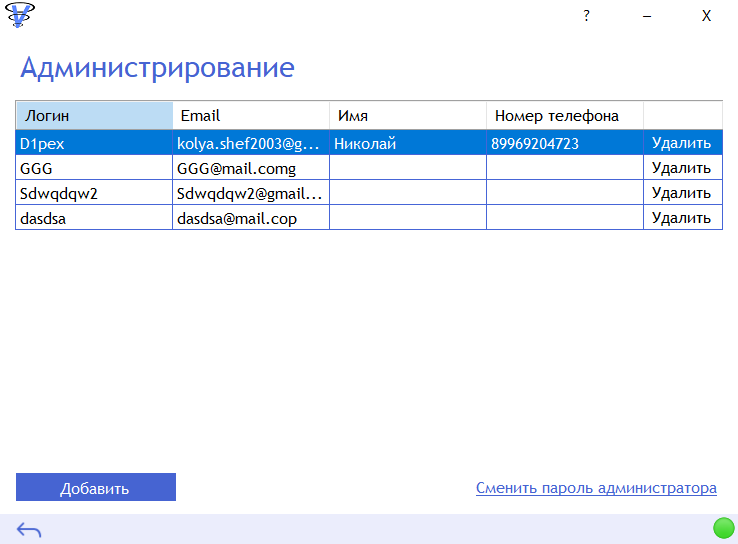 ? – X
Администрирование
Логин Email Имя Номер телефона
D1pex kolya.shef2003@g... Николай 89969204723 Удалить
GGG GGG@mail.comg Удалить
Sdwqdqw2 Sdwqdqw2@gmail... Удалить
dasdsa dasdsa@mail.cop Удалить
Добавить Сменить пароль администратора